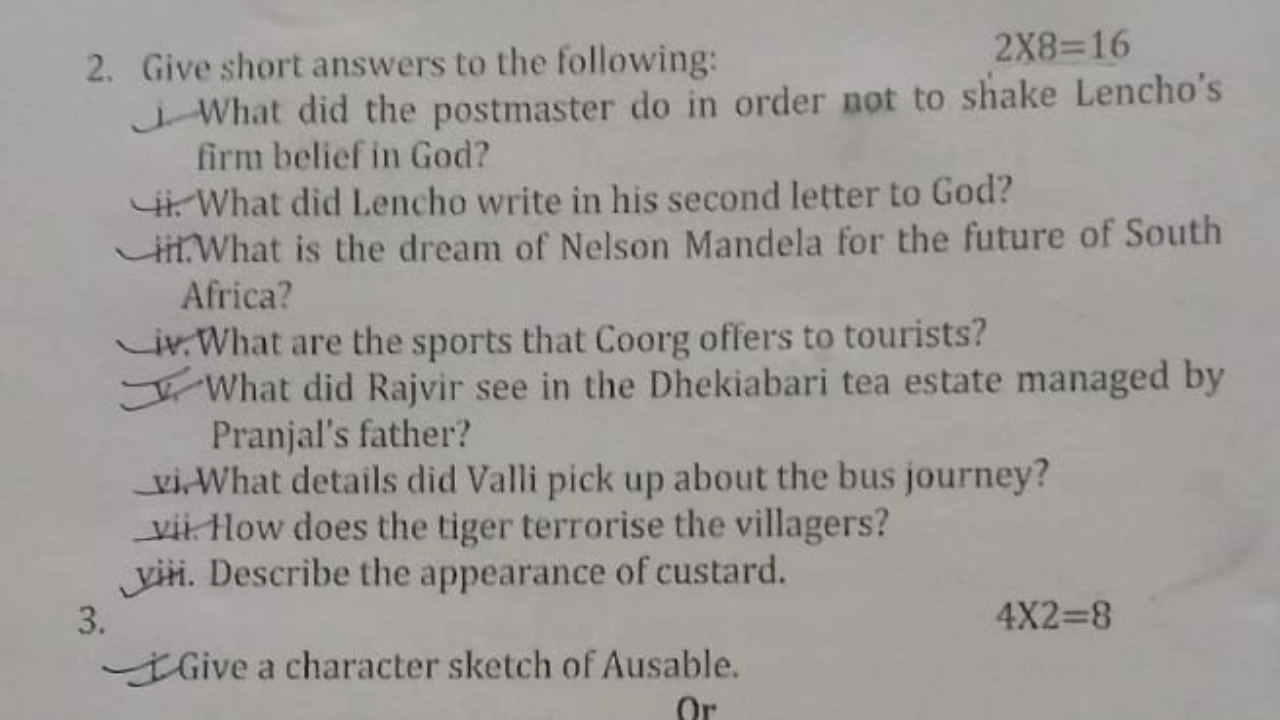 2. Give short answers to the following: 2X8=16
i. What did the postmaster do in order not to shake Lencho's
firm belief in God?
ii. What did Lencho write in his second letter to God?
iii. What is the dream of Nelson Mandela for the future of South
Africa?
iv. What are the sports that Coorg offers to tourists?
v. What did Rajvir see in the Dhekiabari tea estate managed by
Pranjal's father?
vi. What details did Valli pick up about the bus journey?
vii. How does the tiger terrorise the villagers?
viii. Describe the appearance of custard.
3. 4X2=8
i. Give a character sketch of Ausable.
Or